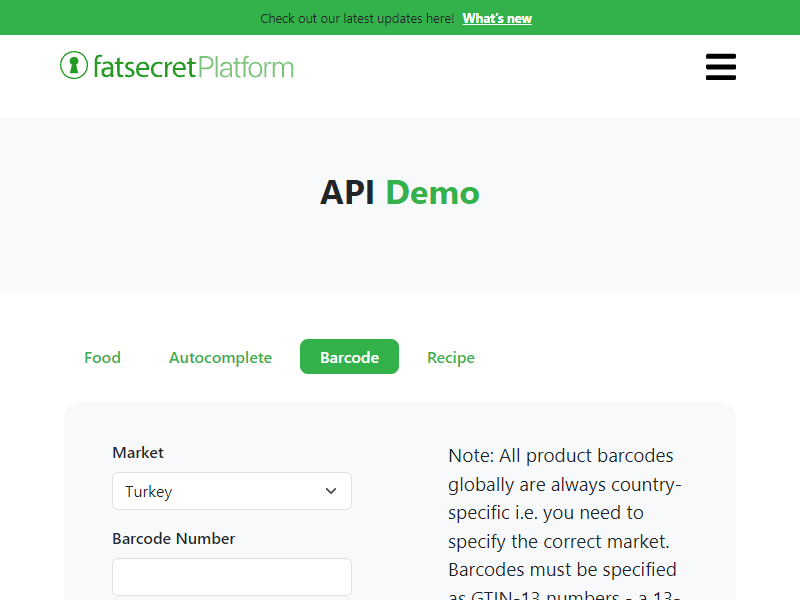 Check out our latest updates here! What's new
fatsecret Platform
API Demo
Food Autocomplete Barcode Recipe
Market
Turkey
Barcode Number
Note: All product barcodes
globally are always country-
specific i.e. you need to
specify the correct market.
Barcodes must be specified
as GTIN-13 numbers - a 13-